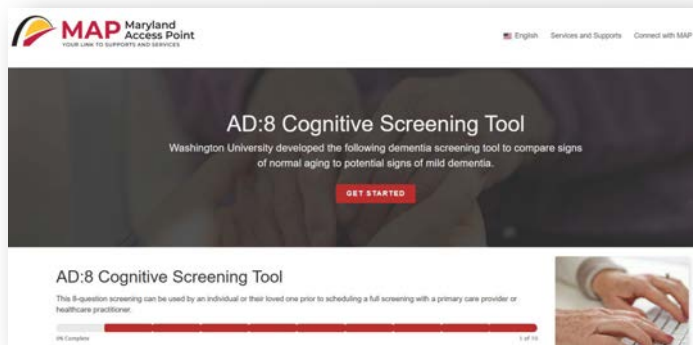 MAP Maryland Access Point
YOUR LINK TO SUPPORTS AND SERVICES
English Services and Supports Connect with MAP
AD:8 Cognitive Screening Tool
Washington University developed the following dementia screening tool to compare signs
of normal aging to potential signs of mild dementia.
GET STARTED
AD:8 Cognitive Screening Tool
This 8-question screening can be used by an individual or their loved one prior to scheduling a full screening with a primary care provider or
healthcare practitioner.
0% Complete
1 of 10